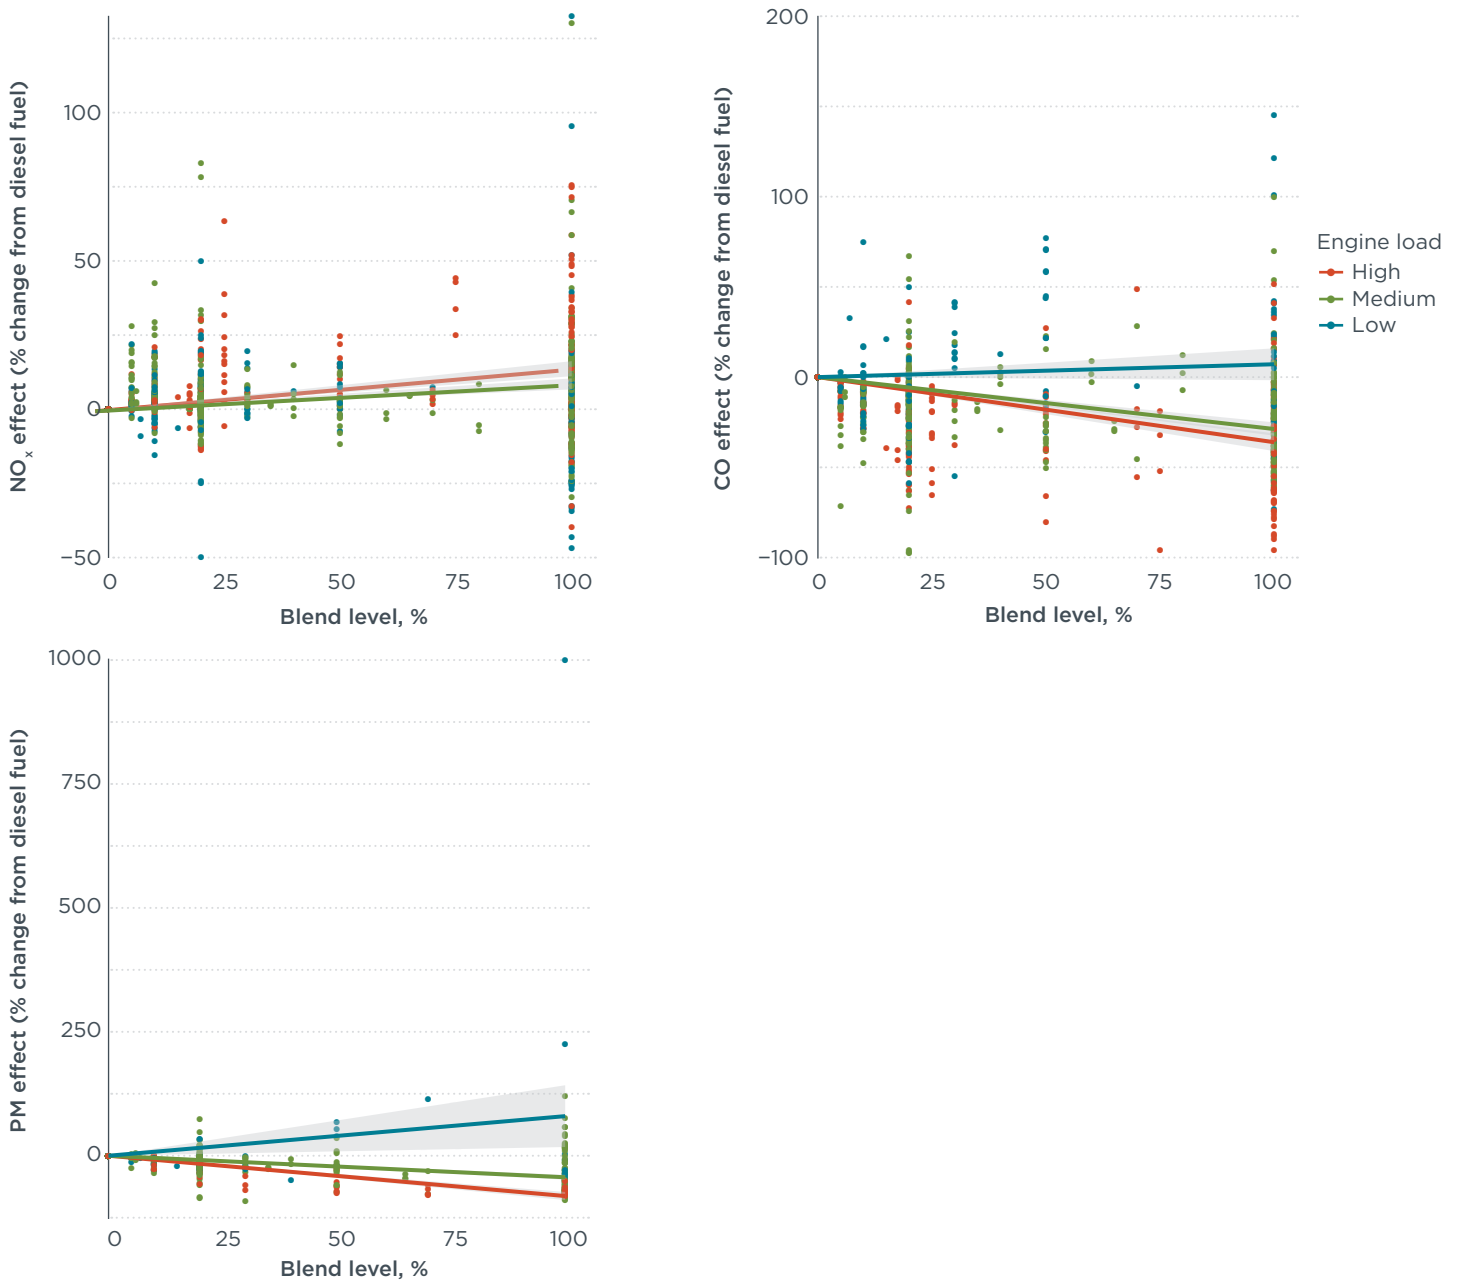 NOx effect (% change from diesel fuel)
100
50
0
−50
0 25 50 75 100
Blend level, %
CO effect (% change from diesel fuel)
200
100
0
−100
0 25 50 75 100
Blend level, %
Engine load
High
Medium
Low
PM effect (% change from diesel fuel)
1000
750
500
250
0
0 25 50 75 100
Blend level, %